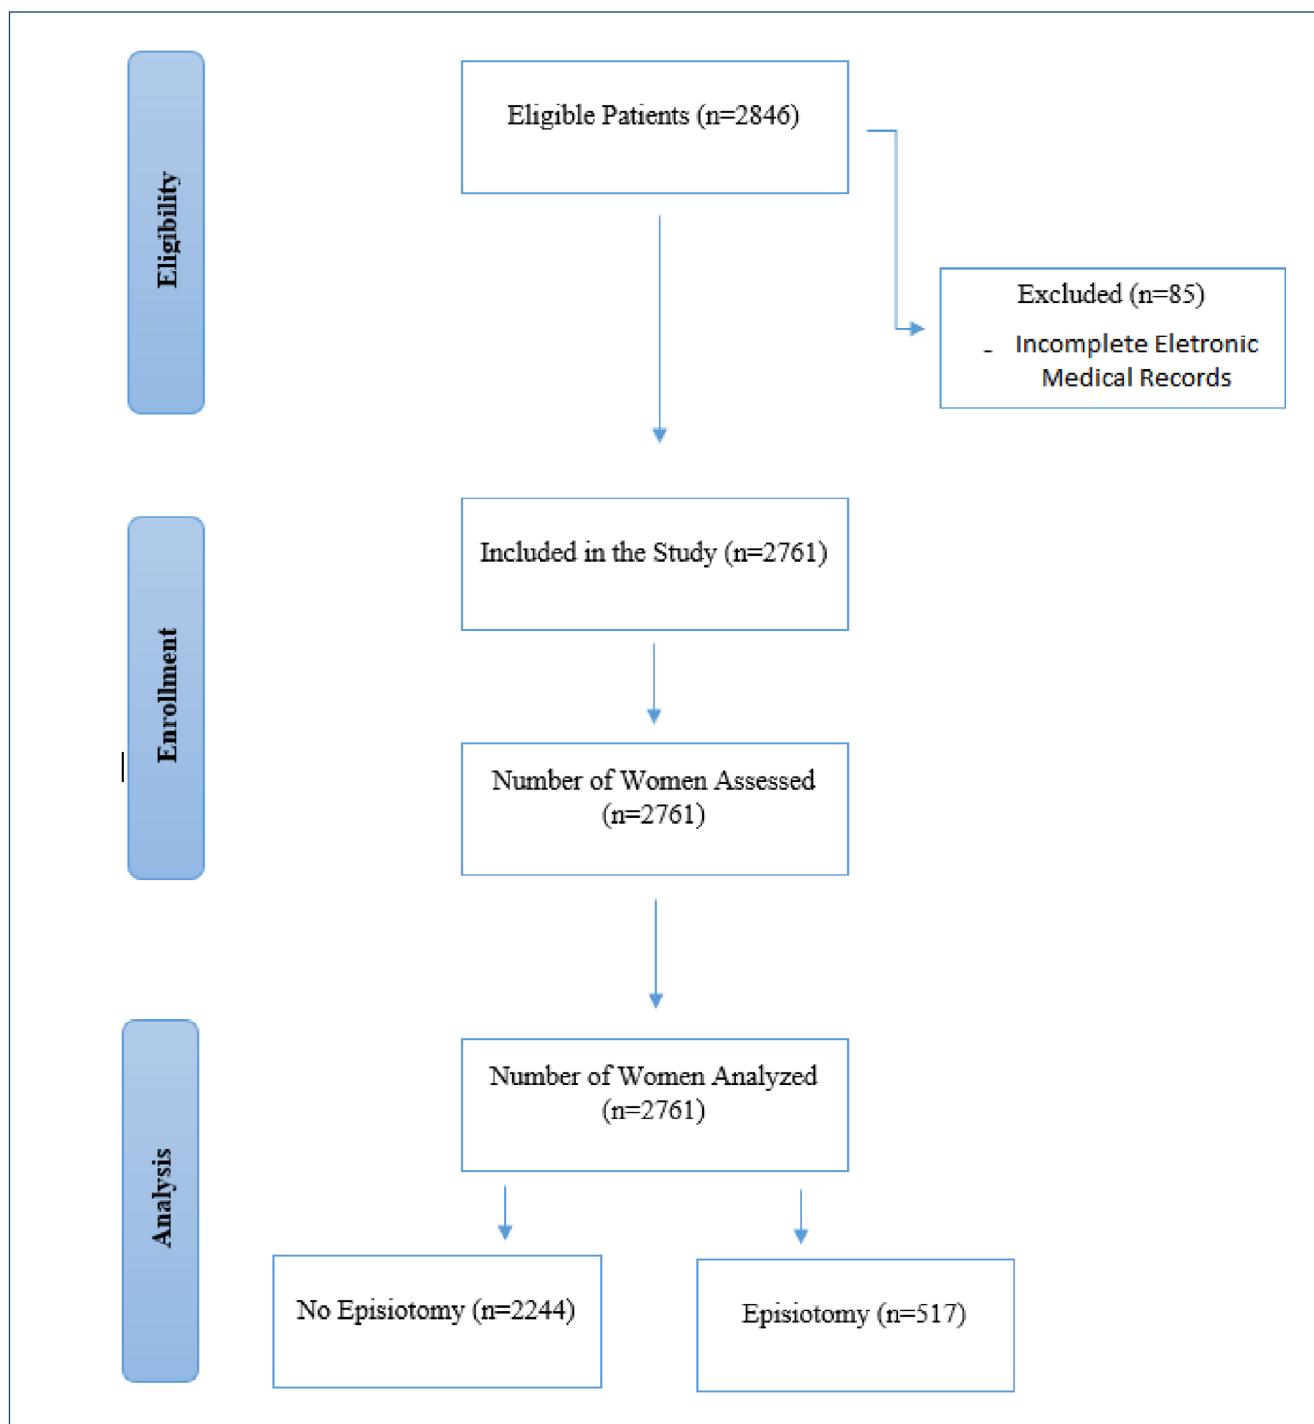 Eligibility
Eligible Patients (n=2846)
Excluded (n=85)
- Incomplete Eletronic
Medical Records
Enrollment
Included in the Study (n=2761)
Number of Women Assessed
(n=2761)
Analysis
Number of Women Analyzed
(n=2761)
No Episiotomy (n=2244)
Episiotomy (n=517)